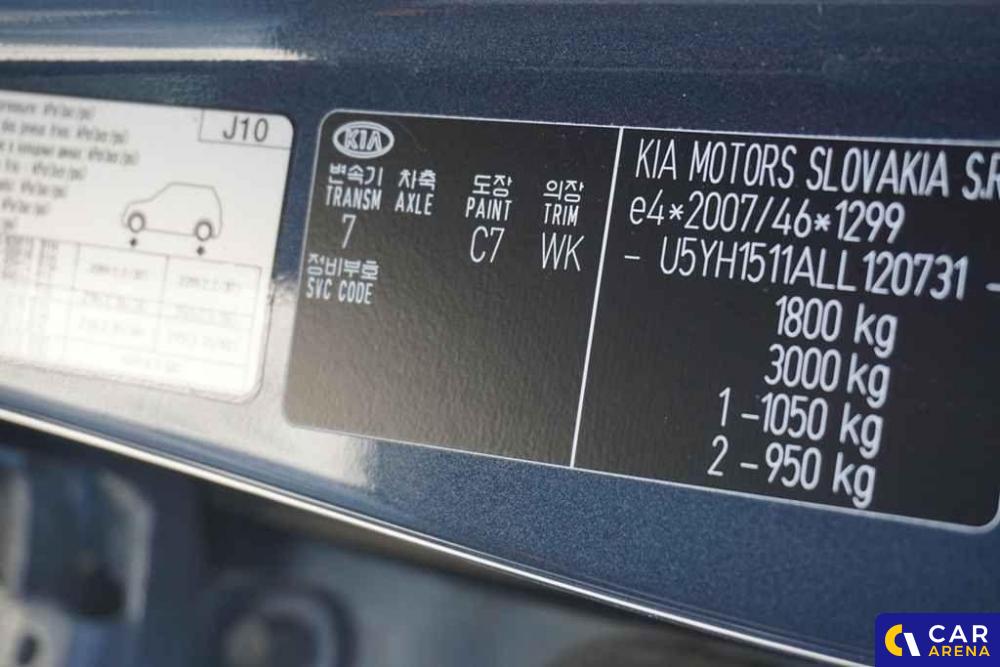 J10
KIA
변속기 차축 도장 의장
TRANSM AXLE PAINT TRIM
7 C7 WK
정비부호
SVC CODE
KIA MOTORS SLOVAKIA S.R
e4*2007/46*1299
- U5YH1511ALL120731 -
1800 kg
3000 kg
1 -1050 kg
2 -950 kg
CAR
ARENA